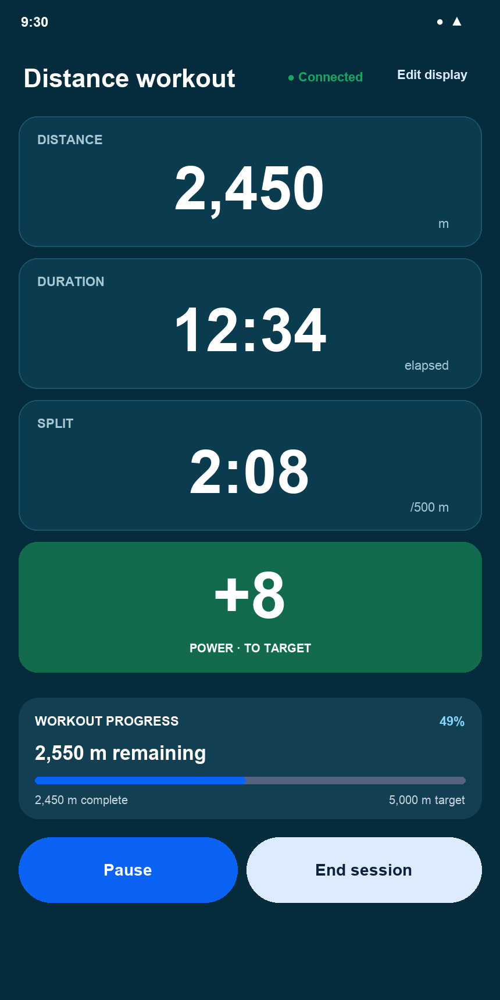 9:30
Distance workout
● Connected
Edit display
DISTANCE
2,450
m
DURATION
12:34
elapsed
SPLIT
2:08
/500 m
+8
POWER · TO TARGET
WORKOUT PROGRESS
49%
2,550 m remaining
2,450 m complete
5,000 m target
Pause
End session